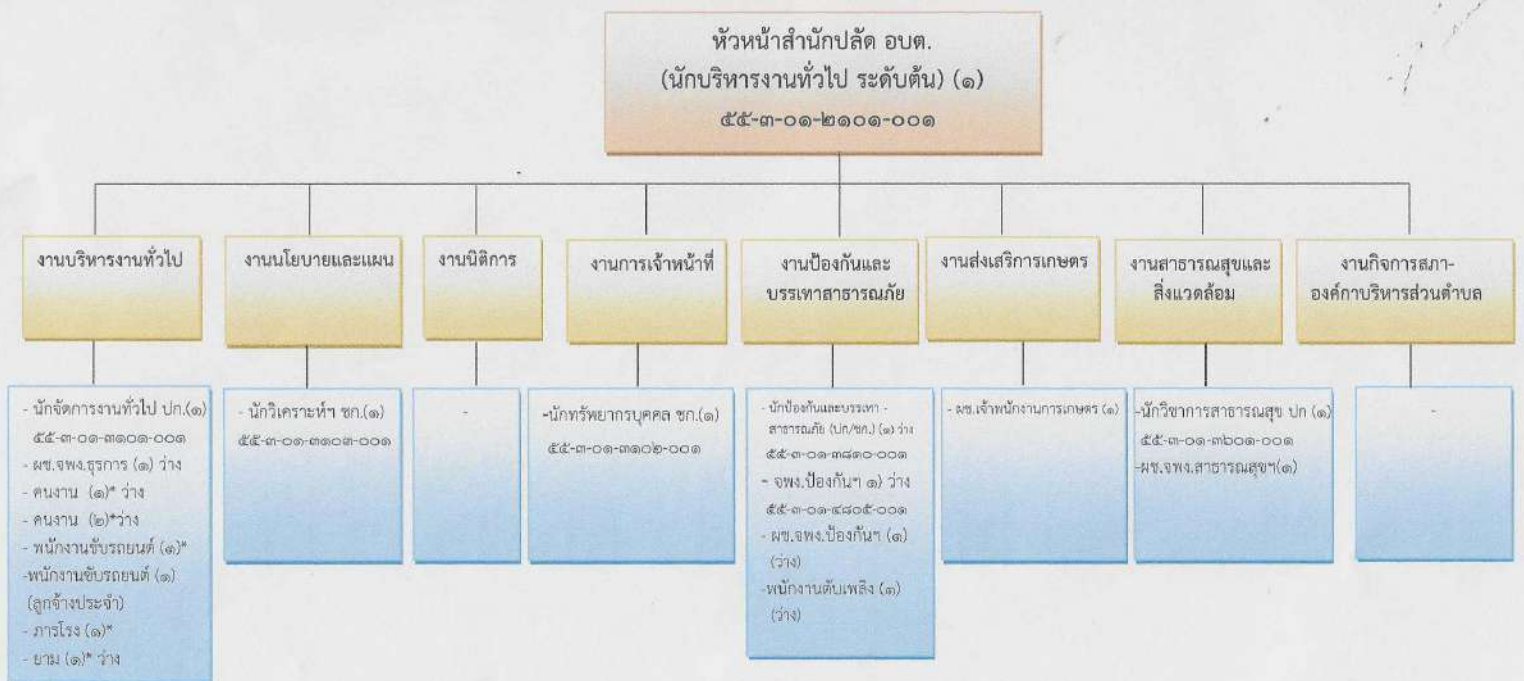 หัวหน้าสำนักปลัด อบต.
(นักบริหารงานทั่วไป ระดับต้น) (๑)
๕๕-๓-๐๑-๒๑๐๑-๐๐๑
งานบริหารงานทั่วไป
- นักจัดการงานทั่วไป ปก.(๑)
๕๕-๓-๐๑-๓๑๐๑-๐๐๑
- ผช.จพง.ธุรการ (๑) ว่าง
- คนงาน (๑)* ว่าง
- คนงาน (๒)*ว่าง
- พนักงานขับรถยนต์ (๑)*
-พนักงานขับรถยนต์ (๑)
(ลูกจ้างประจำ)
- ภารโรง (๑)*
- ยาม (๑)* ว่าง
งานนโยบายและแผน
- นักวิเคราะห์ฯ ชก.(๑)
๕๕-๓-๐๑-๓๑๐๓-๐๐๑
งานนิติการ
-
งานการเจ้าหน้าที่
-นักทรัพยากรบุคคล ชก.(๑)
๕๕-๓-๐๑-๓๑๐๒-๐๐๑
งานป้องกันและ
บรรเทาสาธารณภัย
- นักป้องกันและบรรเทา -
สาธารณภัย (ปก/ชก.) (๑) ว่าง
๕๕-๓-๐๑-๓๘๑๐-๐๐๑
- จพง.ป้องกันฯ ๑) ว่าง
๕๕-๓-๐๑-๔๘๐๕-๐๐๑
- ผช.จพง.ป้องกันฯ (๑)
(ว่าง)
-พนักงานดับเพลิง (๑)
(ว่าง)
งานส่งเสริการเกษตร
- ผช.เจ้าพนักงานการเกษตร (๑)
งานสาธารณสุขและ
สิ่งแวดล้อม
-นักวิชาการสาธารณสุข ปก (๑)
๕๕-๓-๐๑-๓๖๐๑-๐๐๑
-ผช.จพง.สาธารณสุขฯ(๑)
งานกิจการสภา-
องค์กาบริหารส่วนตำบล
-